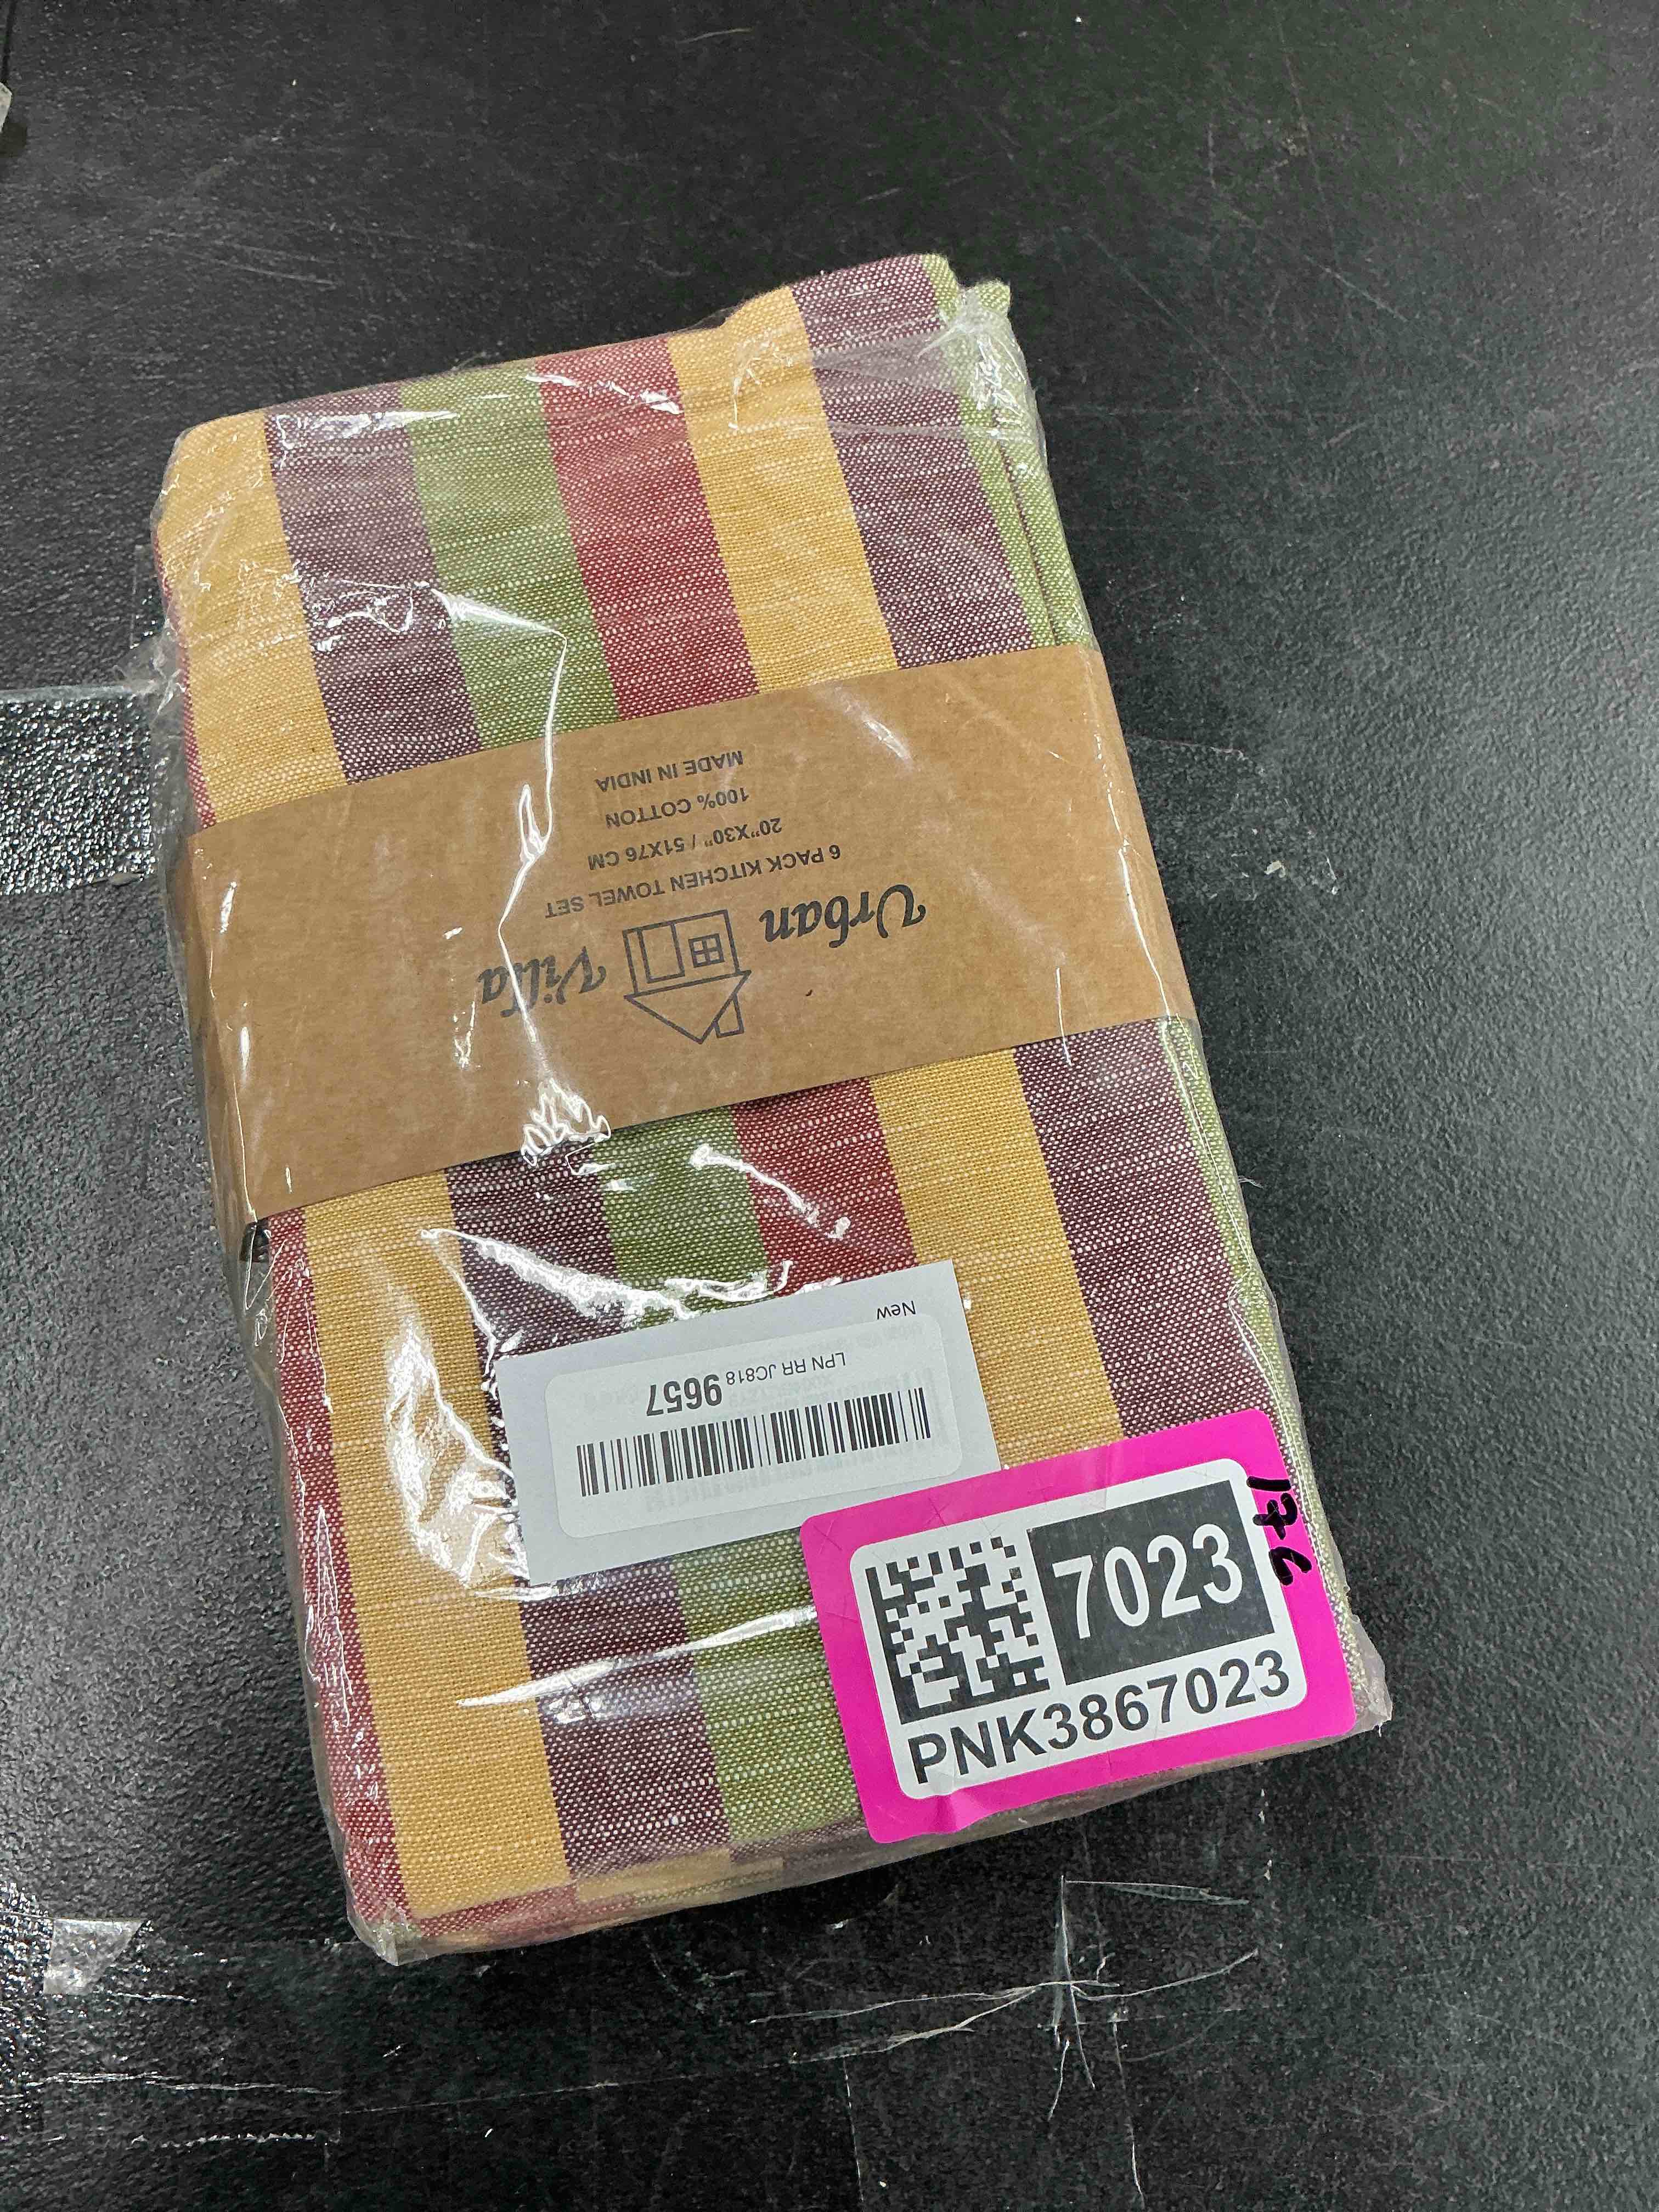 Urban Villa
6 PACK KITCHEN TOWEL SET
20"X30" / 51X76 CM
100% COTTON
MADE IN INDIA
New
LPN RR JC818 9657
7023
PNK3867023